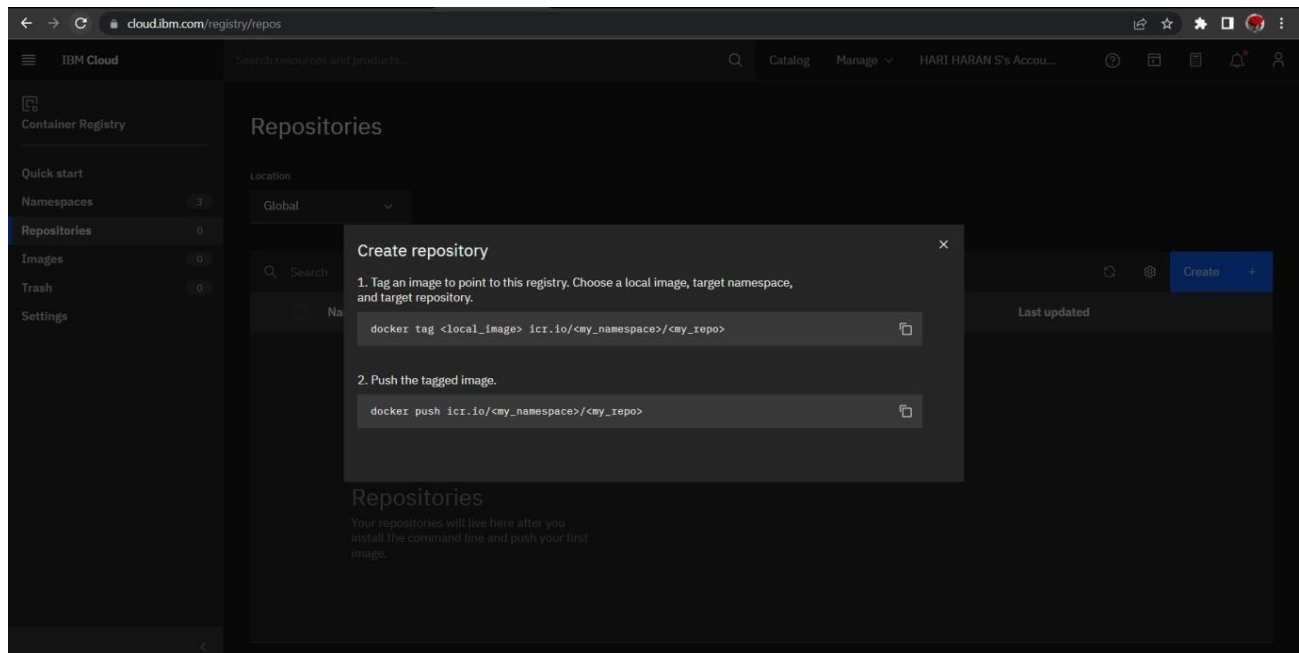 cloud.ibm.com/registry/repos
IBM Cloud
Search resources and products...
Catalog
Manage
HARI HARAN S's Accou...
Container Registry
Quick start
Namespaces 3
Repositories 0
Images 0
Trash 0
Settings
Repositories
Location
Global
Search
Create +
Na
Last updated
Create repository
1. Tag an image to point to this registry. Choose a local image, target namespace,
and target repository.
docker tag <local_image> icr.io/<my_namespace>/<my_repo>
2. Push the tagged image.
docker push icr.io/<my_namespace>/<my_repo>
Repositories
Your repositories will live here after you
install the command line and push your first
image.